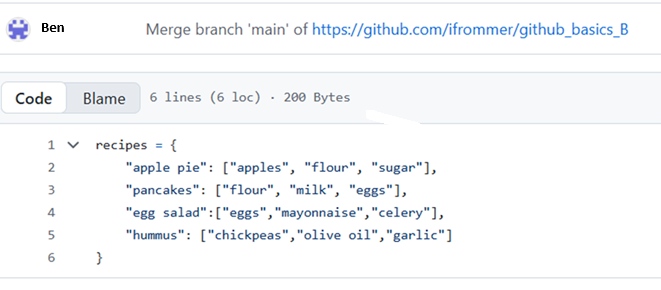 Ben Merge branch 'main' of https://github.com/ifrommer/github_basics_B
Code Blame 6 lines (6 loc) · 200 Bytes
1 recipes = {
2 "apple pie": ["apples", "flour", "sugar"],
3 "pancakes": ["flour", "milk", "eggs"],
4 "egg salad":["eggs","mayonnaise","celery"],
5 "hummus": ["chickpeas","olive oil","garlic"]
6 }